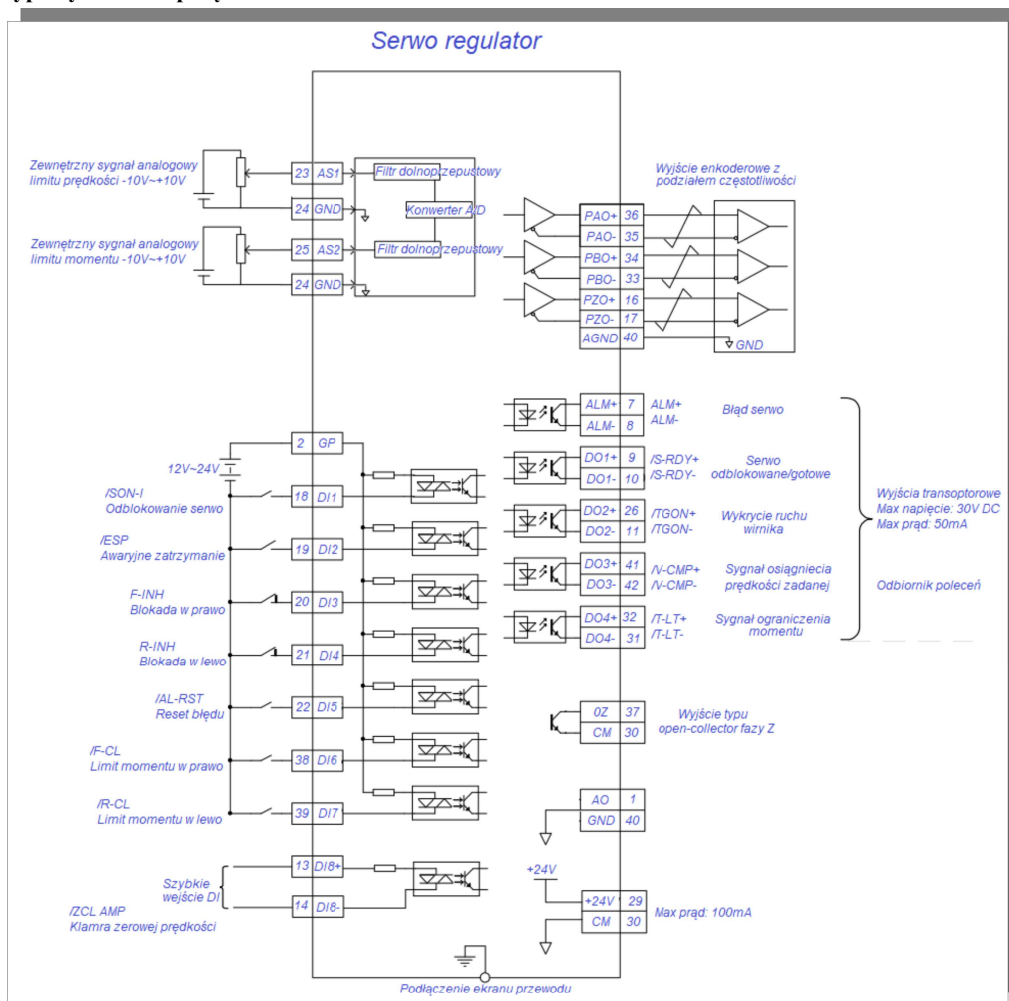 Serwo regulator
Zewnętrzny sygnał analogowy
limitu prędkości -10V~+10V
23 AS1
Filtr dolnoprzepustowy
24 GND
Konwerter A/D
Zewnętrzny sygnał analogowy
limitu momentu -10V~+10V
25 AS2
Filtr dolnoprzepustowy
24 GND
Wyjście enkoderowe z
podziałem częstotliwości
PAO+ 36
PAO- 35
PBO+ 34
PBO- 33
PZO+ 16
PZO- 17
AGND 40
GND
2 GP
12V~24V
/SON-I
Odblokowanie serwo
18 DI1
/ESP
Awaryjne zatrzymanie
19 DI2
F-INH
Blokada w prawo
20 DI3
R-INH
Blokada w lewo
21 DI4
/AL-RST
Reset błędu
22 DI5
/F-CL
Limit momentu w prawo
38 DI6
/R-CL
Limit momentu w lewo
39 DI7
13 DI8+
Szybkie
wejście DI
14 DI8-
/ZCL AMP
Klamra zerowej prędkości
ALM+ 7 ALM+
ALM- 8 ALM-
Błąd serwo
DO1+ 9 /S-RDY+
DO1- 10 /S-RDY-
Serwo
odblokowane/gotowe
DO2+ 26 /TGON+
DO2- 11 /TGON-
Wykrycie ruchu
wirnika
DO3+ 41 /V-CMP+
DO3- 42 /V-CMP-
Sygnał osiągniecia
prędkości zadanej
DO4+ 32 /T-LT+
DO4- 31 /T-LT-
Sygnał ograniczenia
momentu
Wyjścia transoptorowe
Max napięcie: 30V DC
Max prąd: 50mA
Odbiornik poleceń
0Z 37
CM 30
Wyjście typu
open-collector fazy Z
AO 1
GND 40
+24V
+24V 29
CM 30
Nax prąd: 100mA
Podłączenie ekranu przewodu